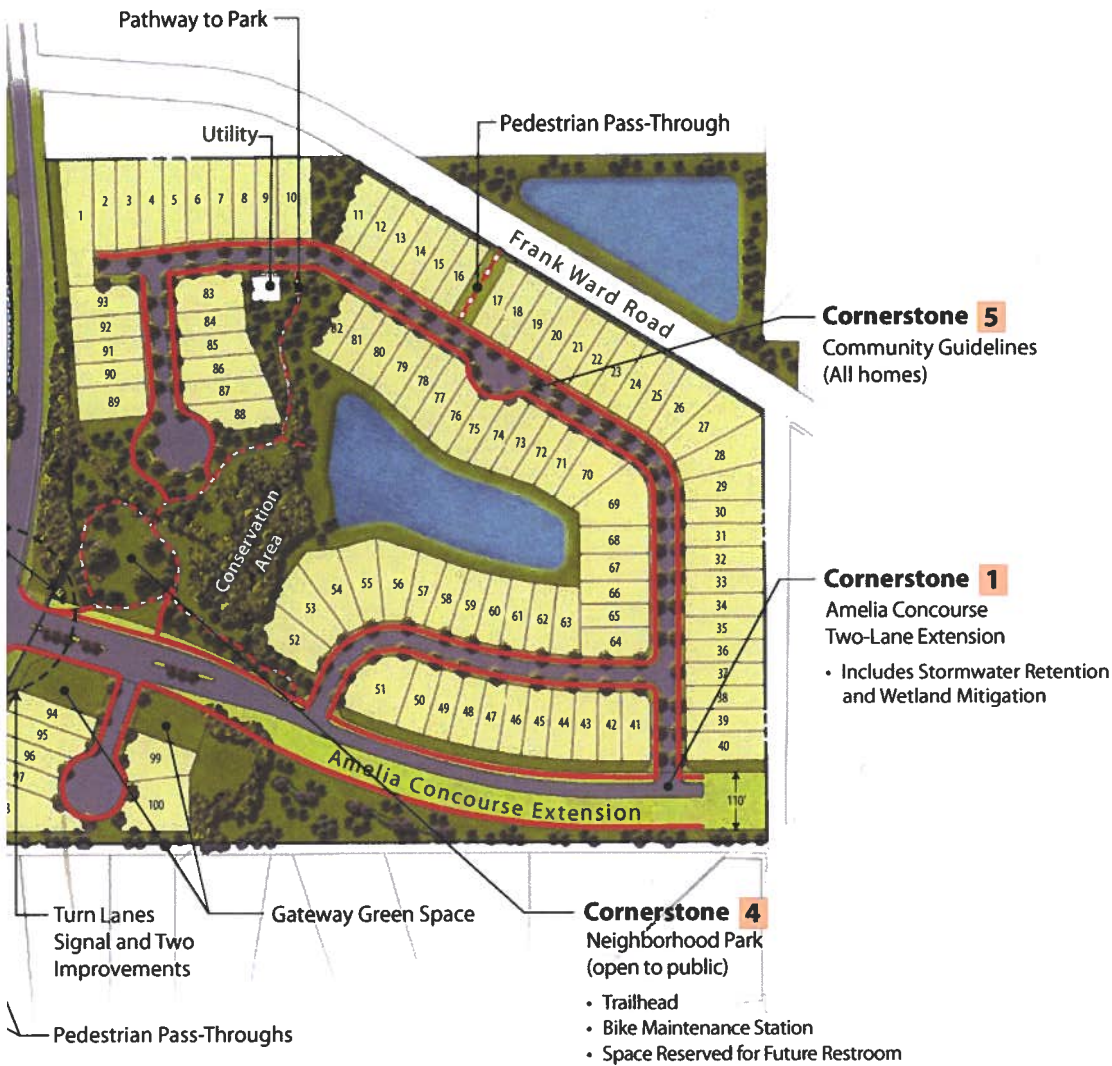 Pathway to Park
Utility
Pedestrian Pass-Through
Frank Ward Road
1 2 3 4 5 6 7 8 9 10
11 12 13 14 15 16
17 18 19 20 21 22 23 24 25 26 27 28 29 30 31 32 33 34 35 36 37 38 39 40
93 92 91 90 89
83 84 85 86 87 88
82 81 80 79 78 77 76 75 74 73 72 71 70 69 68 67 66 65 64
Cornerstone 5
Community Guidelines
(All homes)
Conservation
Area
52 53 54 55 56 57 58 59 60 61 62 63
51 50 49 48 47 46 45 44 43 42 41
Cornerstone 1
Amelia Concourse
Two-Lane Extension
• Includes Stormwater Retention
and Wetland Mitigation
94 95 96 97
99 100
Amelia Concourse Extension
110'
Turn Lanes
Signal and Two
Improvements
Gateway Green Space
Cornerstone 4
Neighborhood Park
(open to public)
• Trailhead
• Bike Maintenance Station
• Space Reserved for Future Restroom
Pedestrian Pass-Throughs